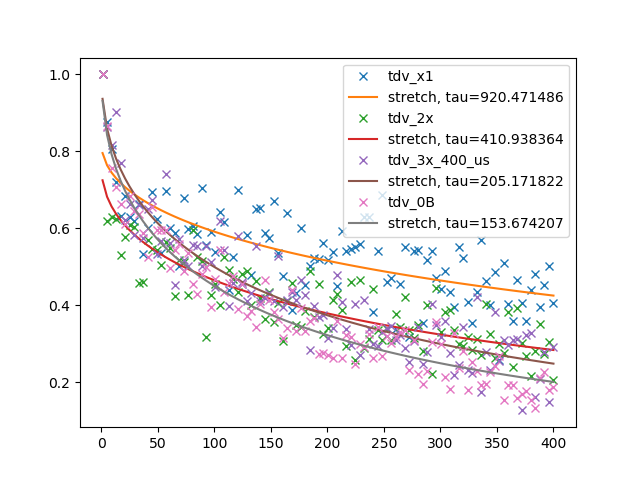 1.0
0.8
0.6
0.4
0.2
0
50
100
150
200
250
300
350
400
tdv_x1
stretch, tau=920.471486
tdv_2x
stretch, tau=410.938364
tdv_3x_400_us
stretch, tau=205.171822
tdv_0B
stretch, tau=153.674207